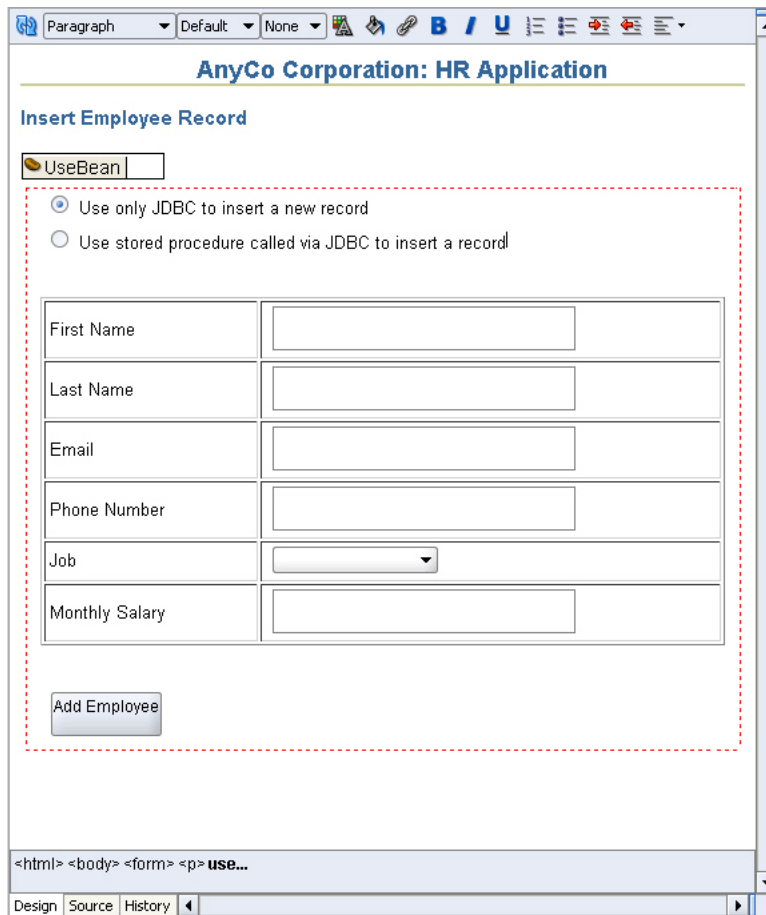 Paragraph Default None B I U
AnyCo Corporation: HR Application
Insert Employee Record
UseBean
Use only JDBC to insert a new record
Use stored procedure called via JDBC to insert a record
First Name
Last Name
Email
Phone Number
Job
Monthly Salary
Add Employee
<html> <body> <form> <p> use...
Design Source History